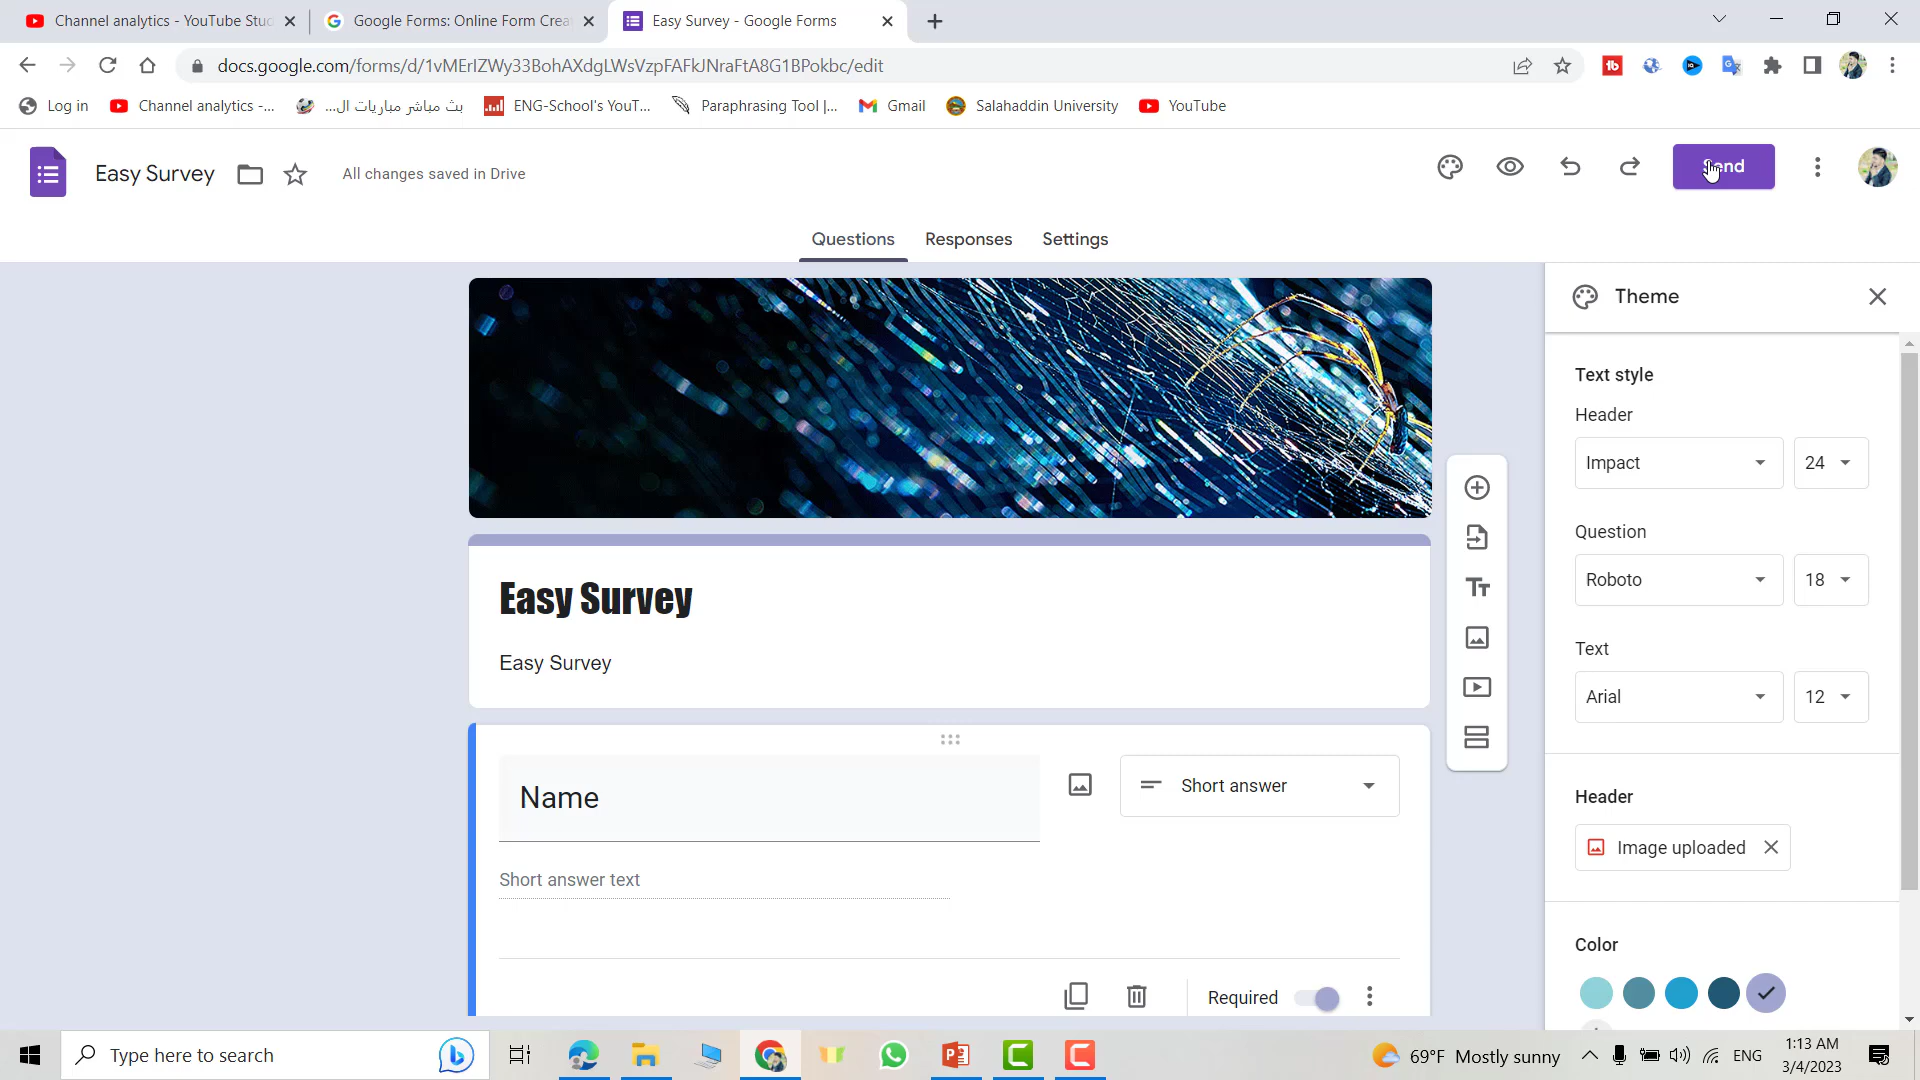 Channel analytics - YouTube Stu
Google Forms: Online Form Crea
Easy Survey - Google Forms
docs.google.com/forms/d/1vMErIZWy33BohAXdgLWsVzpFAFkJNraFtA8G1BPokbc/edit
Log in
Channel analytics -...
بث مباشر مباريات ال...
ENG-School's YouT...
Paraphrasing Tool |...
Gmail
Salahaddin University
YouTube
Easy Survey
All changes saved in Drive
Send
Questions
Responses
Settings
Theme
Text style
Header
Impact
24
Question
Roboto
18
Text
Arial
12
Header
Image uploaded
Color
Easy Survey
Easy Survey
Name
Short answer
Short answer text
Required
Type here to search
69°F Mostly sunny
ENG
1:13 AM
3/4/2023